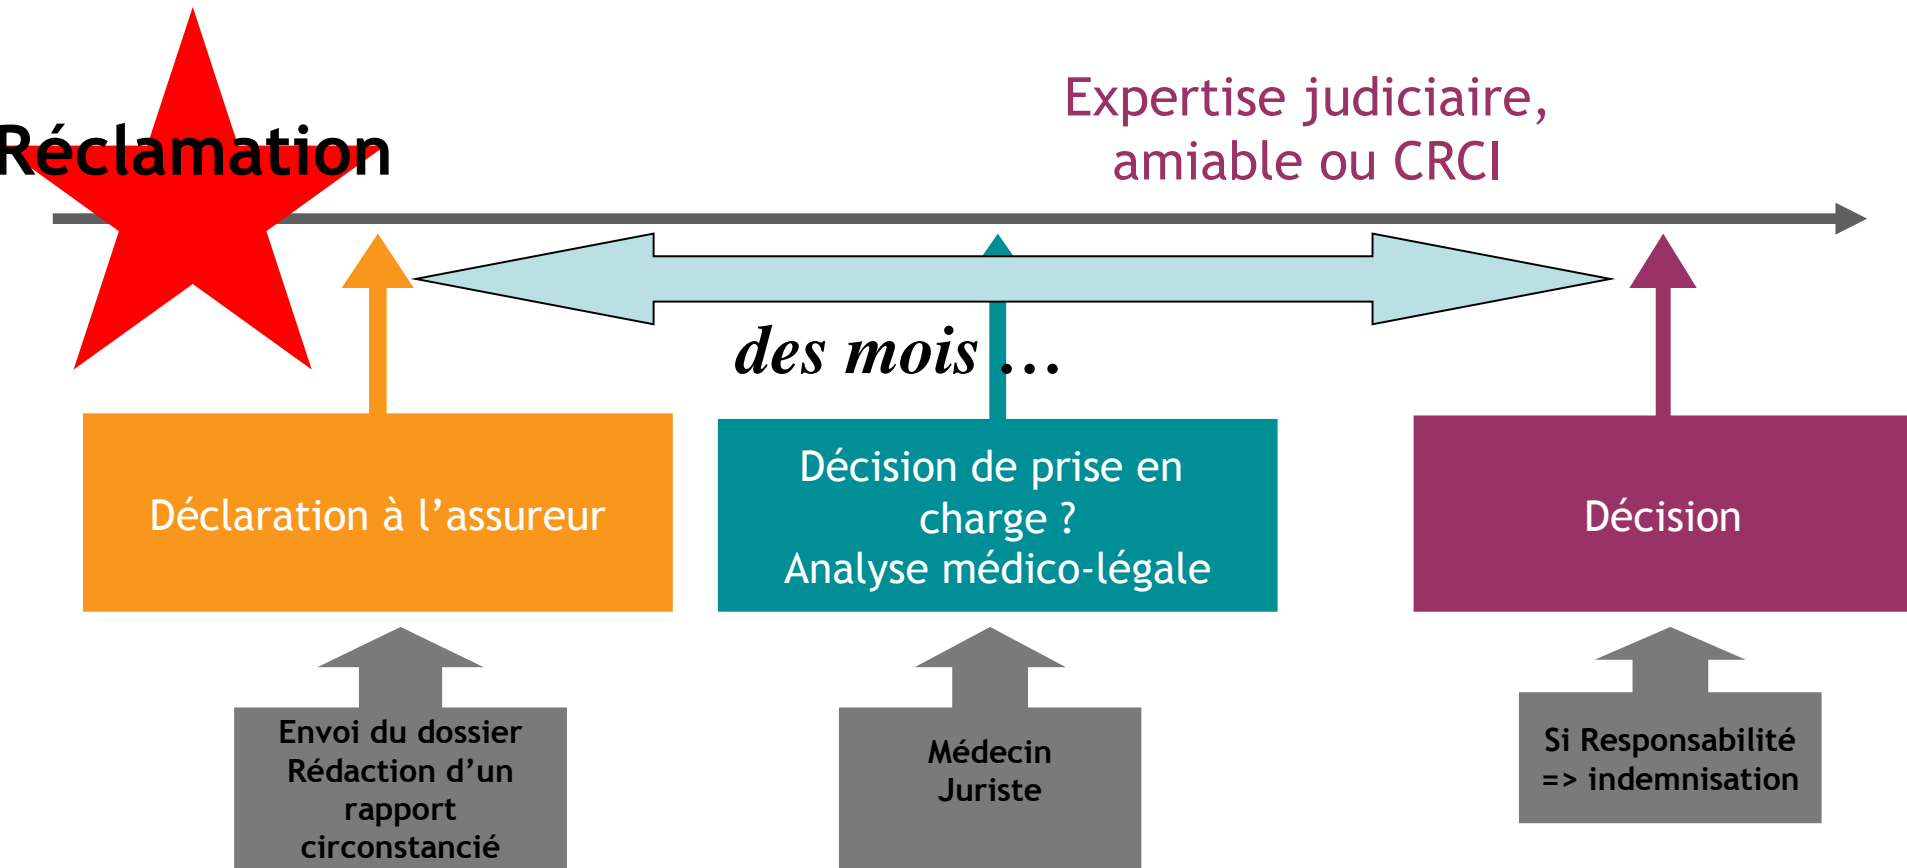 Réclamation
Expertise judiciaire,
amiable ou CRCI
des mois …
Déclaration à l’assureur
Décision de prise en
charge ?
Analyse médico-légale
Décision
Envoi du dossier
Rédaction d’un
rapport
circonstancié
Médecin
Juriste
Si Responsabilité
=> indemnisation